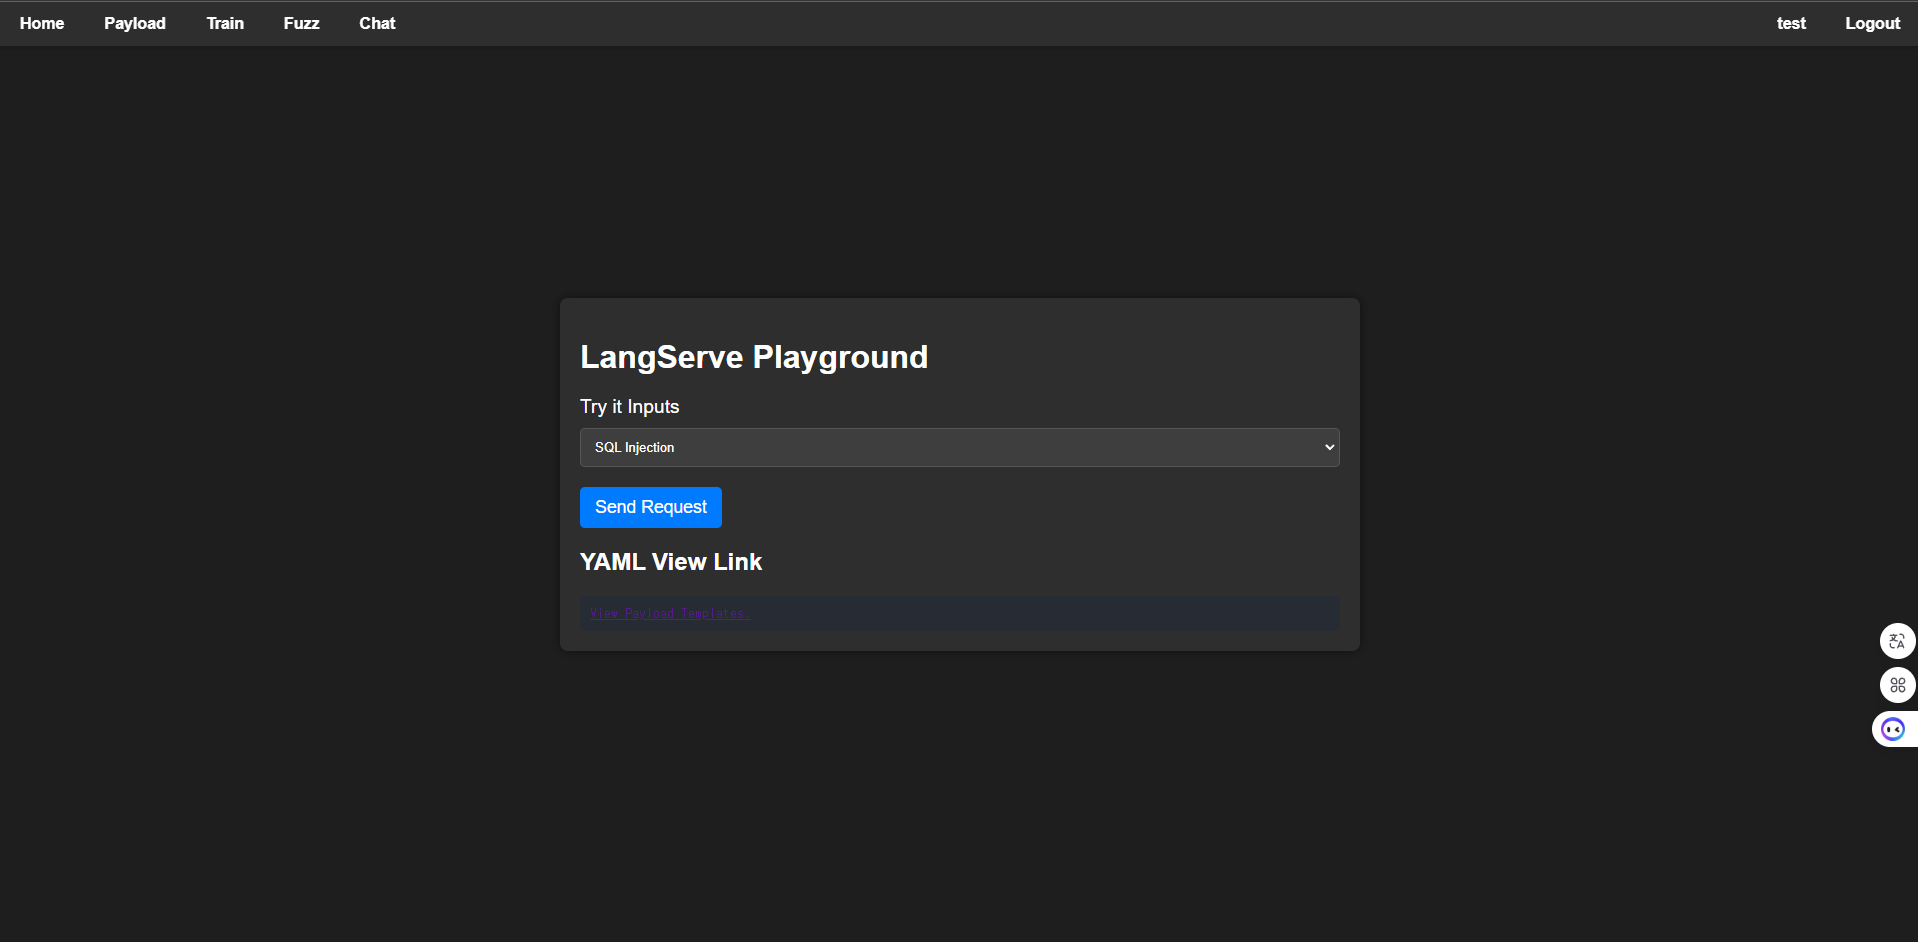 Home Payload Train Fuzz Chat test Logout
LangServe Playground
Try it Inputs
SQL Injection
Send Request
YAML View Link
View Payload Templates.